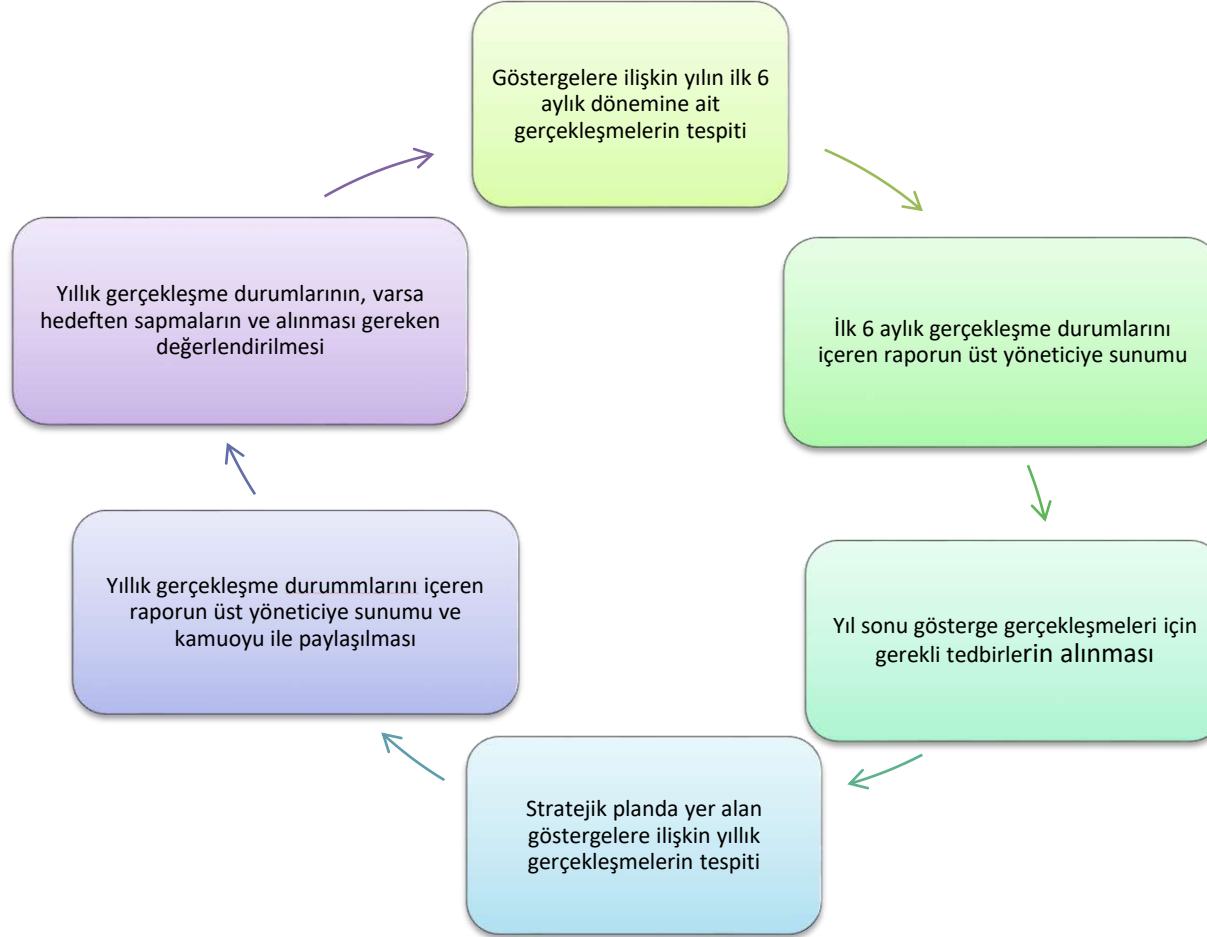 Göstergelere ilişkin yılın ilk 6
aylık dönemine ait
gerçekleşmelerin tespiti
İlk 6 aylık gerçekleşme durumlarını
içeren raporun üst yöneticiye sunumu
Yıl sonu gösterge gerçekleşmeleri için
gerekli tedbirlerin alınması
Stratejik planda yer alan
göstergelere ilişkin yıllık
gerçekleşmelerin tespiti
Yıllık gerçekleşme durummlarını içeren
raporun üst yöneticiye sunumu ve
kamuoyu ile paylaşılması
Yıllık gerçekleşme durumlarının, varsa
hedeften sapmaların ve alınması gereken
değerlendirilmesi